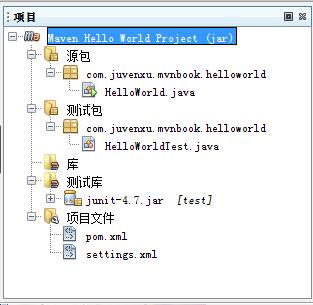 项目
Maven Hello World Project (jar)
源包
com.juvenxu.mvnbook.helloworld
HelloWorld.java
测试包
com.juvenxu.mvnbook.helloworld
HelloWorldTest.java
库
测试库
junit-4.7.jar [test]
项目文件
pom.xml
settings.xml